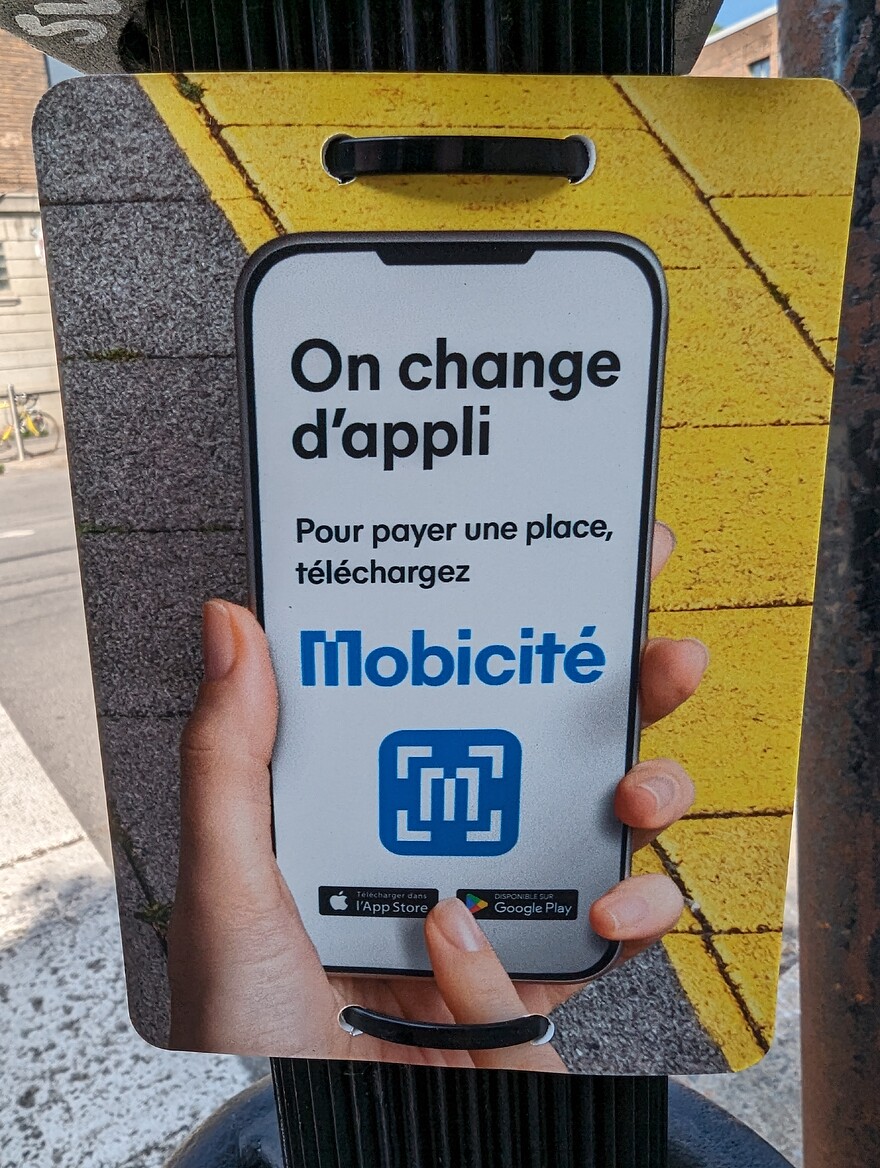 On change
d'appli
Pour payer une place,
téléchargez
Mobicité
Télécharger dans
l'App Store
DISPONIBLE SUR
Google Play